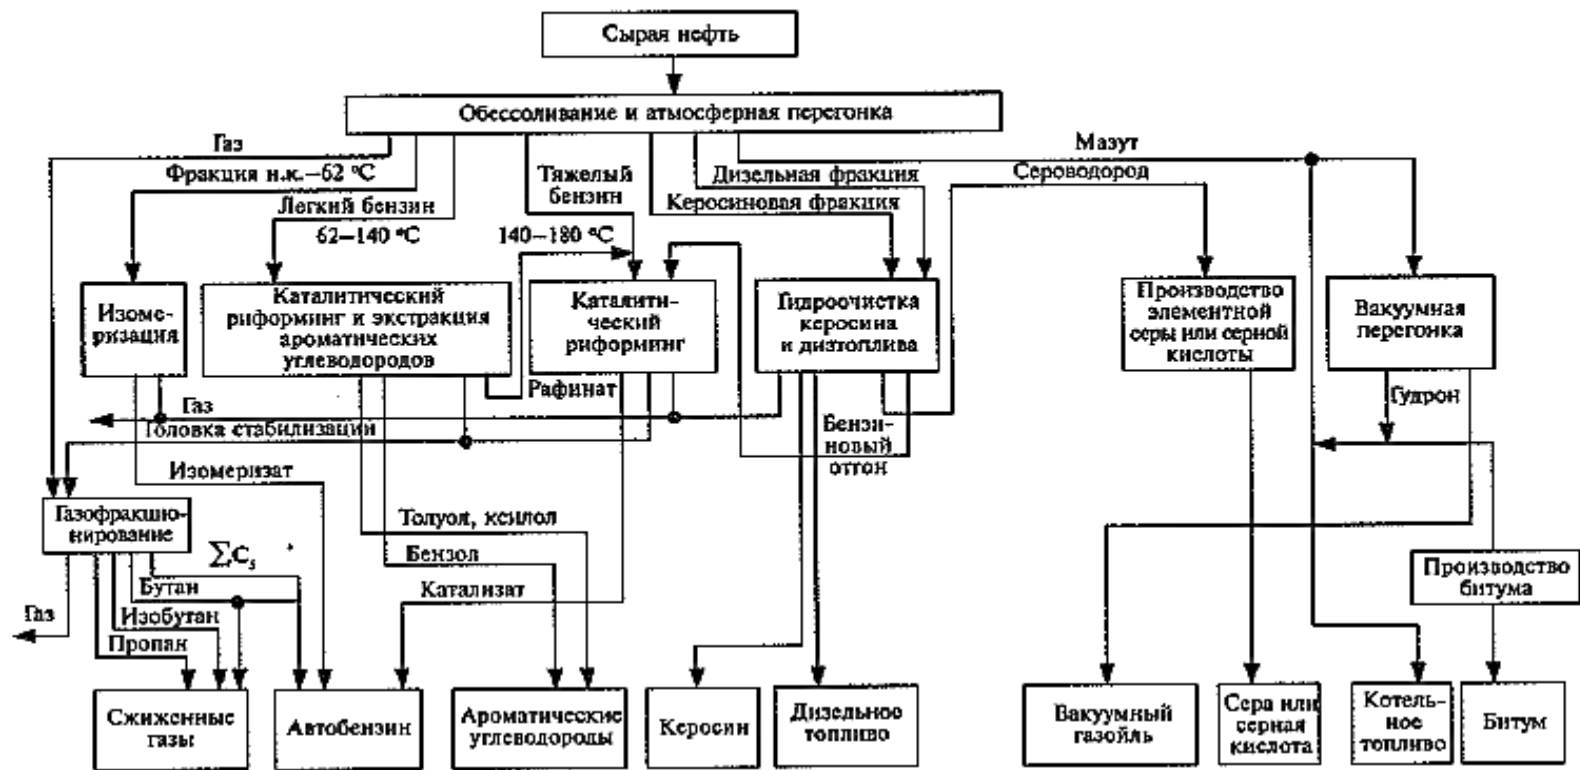 Сырая нефть
Обессоливание и атмосферная перегонка
Газ
Мазут
Фракция н.к.–62 °C
Тяжелый
бензин
Дизельная фракция
Сероводород
Легкий бензин
Керосиновая фракция
62–140 °C
140–180 °C
Изоме-
ризация
Каталитический
риформинг и экстракция
ароматических
углеводородов
Каталити-
ческий
риформинг
Гидроочистка
керосина
и дизтоплива
Производство
элементной
серы или серной
кислоты
Вакуумная
перегонка
Рафинат
Газ
Гудрон
Головка стабилизации
Бензи-
новый
отгон
Изомеризат
Газофракцио-
нирование
Толуол, ксилол
∑C₅
Бензол
Бутан
Катализат
Производство
битума
Газ
Изобутан
Пропан
Сжиженные
газы
Автобензин
Ароматические
углеводороды
Керосин
Дизельное
топливо
Вакуумный
газойль
Сера или
серная
кислота
Котель-
ное
топливо
Битум